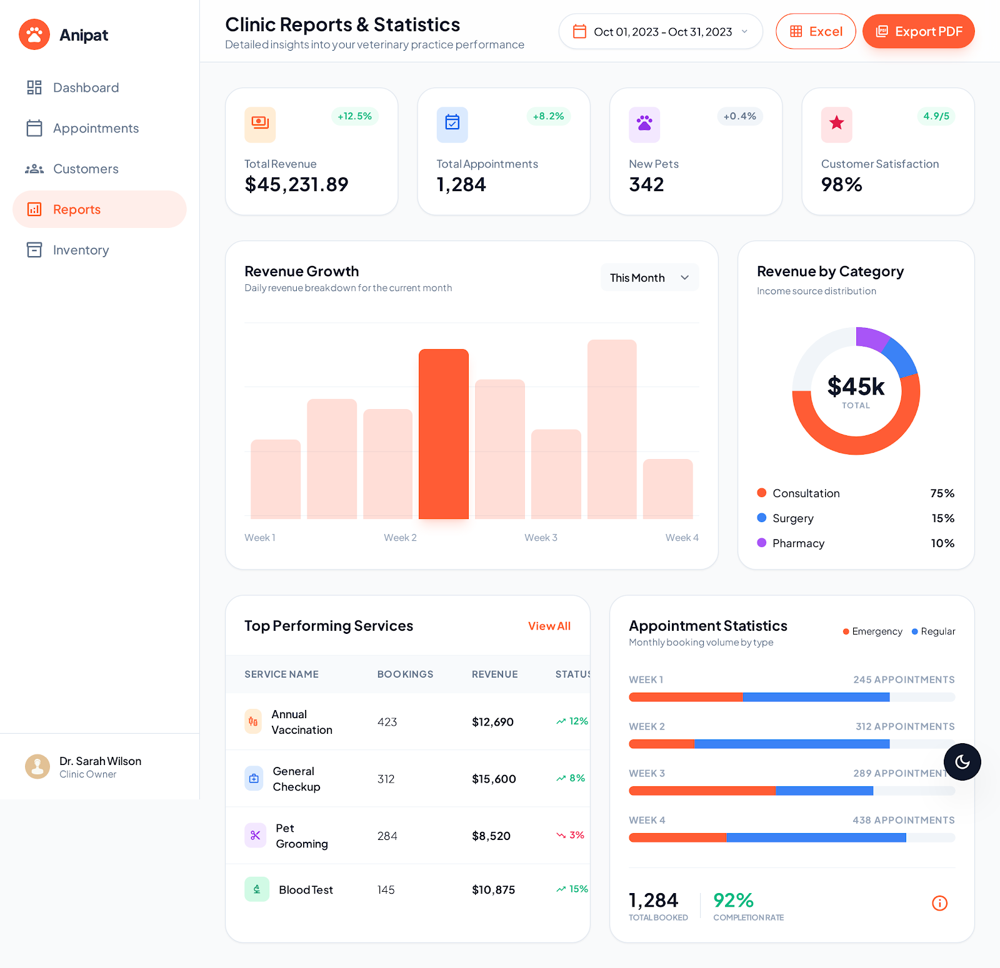 Anipat
Dashboard
Appointments
Customers
Reports
Inventory
Dr. Sarah Wilson
Clinic Owner
Clinic Reports & Statistics
Detailed insights into your veterinary practice performance
Oct 01, 2023 - Oct 31, 2023
Excel
PDF
Export PDF
+12.5%
Total Revenue
$45,231.89
+8.2%
Total Appointments
1,284
+0.4%
New Pets
342
4.9/5
Customer Satisfaction
98%
Revenue Growth
Daily revenue breakdown for the current month
This Month
Week 1
Week 2
Week 3
Week 4
Revenue by Category
Income source distribution
$45k
TOTAL
Consultation 75%
Surgery 15%
Pharmacy 10%
Top Performing Services
View All
SERVICE NAME BOOKINGS REVENUE STATUS
Annual
Vaccination
423 $12,690 12%
General
Checkup
312 $15,600 8%
Pet
Grooming
284 $8,520 3%
Blood Test 145 $10,875 15%
Appointment Statistics
Monthly booking volume by type
Emergency Regular
WEEK 1 245 APPOINTMENTS
WEEK 2 312 APPOINTMENTS
WEEK 3 289 APPOINTMENT
WEEK 4 438 APPOINTMENTS
1,284
TOTAL BOOKED
92%
COMPLETION RATE